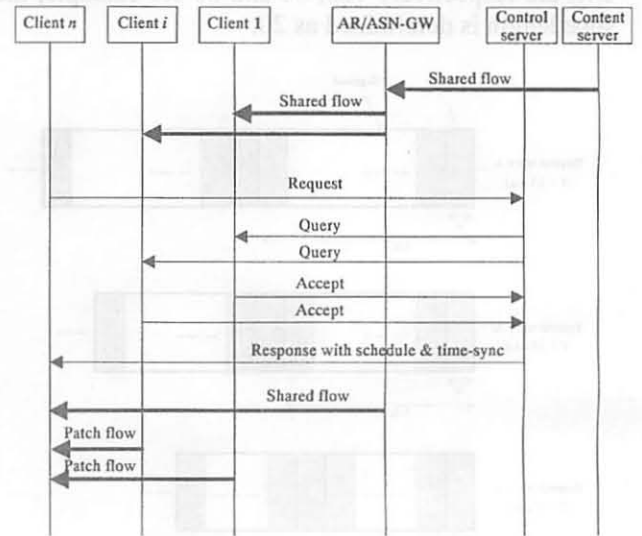 Client n
Client i
Client 1
AR/ASN-GW
Control
server
Content
server
Shared flow
Shared flow
Request
Query
Query
Accept
Accept
Response with schedule & time-sync
Shared flow
Patch flow
Patch flow